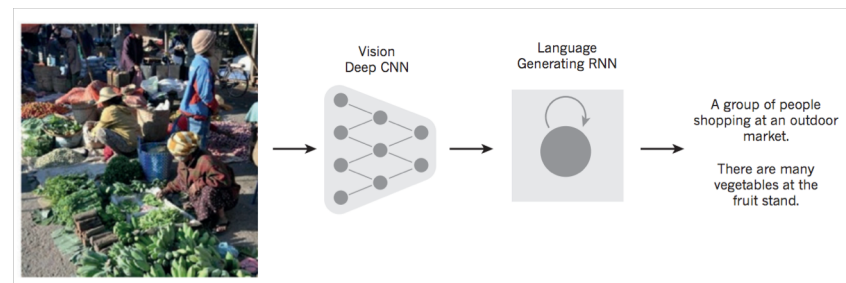 Vision
Deep CNN
Language
Generating RNN
A group of people
shopping at an outdoor
market.
There are many
vegetables at the
fruit stand.